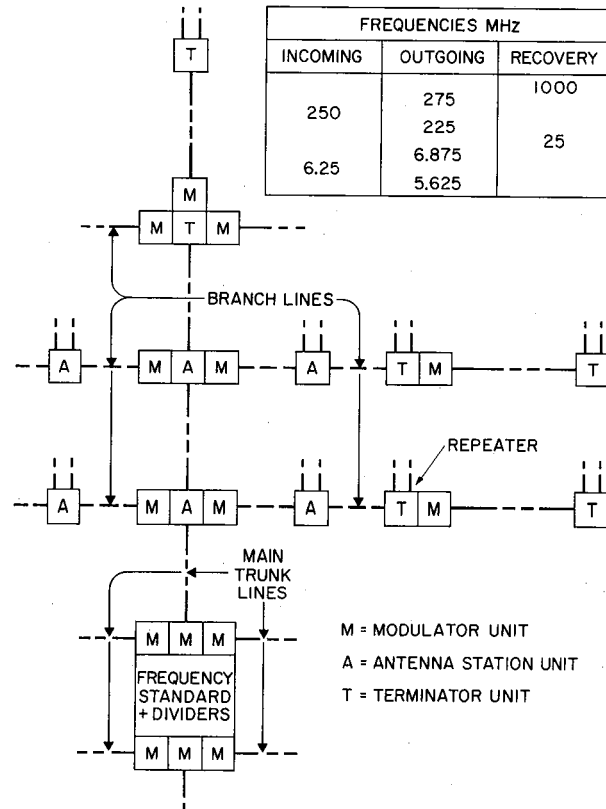 T
FREQUENCIES MHz
INCOMING OUTGOING RECOVERY
1000
250 275
225 25
6.25 6.875
5.625
M
M T M
BRANCH LINES
A M A M A T M T
REPEATER
A M A M A T M T
MAIN
TRUNK
LINES
M M M
FREQUENCY
STANDARD
+ DIVIDERS
M M M
M = MODULATOR UNIT
A = ANTENNA STATION UNIT
T = TERMINATOR UNIT